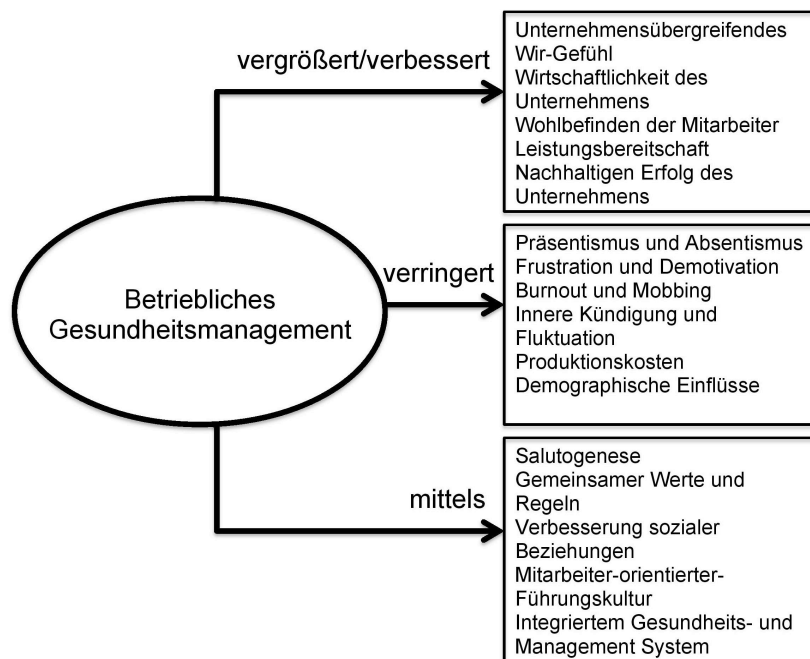 Betriebliches
Gesundheitsmanagement
vergrößert/verbessert
Unternehmensübergreifendes
Wir-Gefühl
Wirtschaftlichkeit des
Unternehmens
Wohlbefinden der Mitarbeiter
Leistungsbereitschaft
Nachhaltigen Erfolg des
Unternehmens
verringert
Präsentismus und Absentismus
Frustration und Demotivation
Burnout und Mobbing
Innere Kündigung und
Fluktuation
Produktionskosten
Demographische Einflüsse
mittels
Salutogenese
Gemeinsamer Werte und
Regeln
Verbesserung sozialer
Beziehungen
Mitarbeiter-orientierter-
Führungskultur
Integriertem Gesundheits- und
Management System